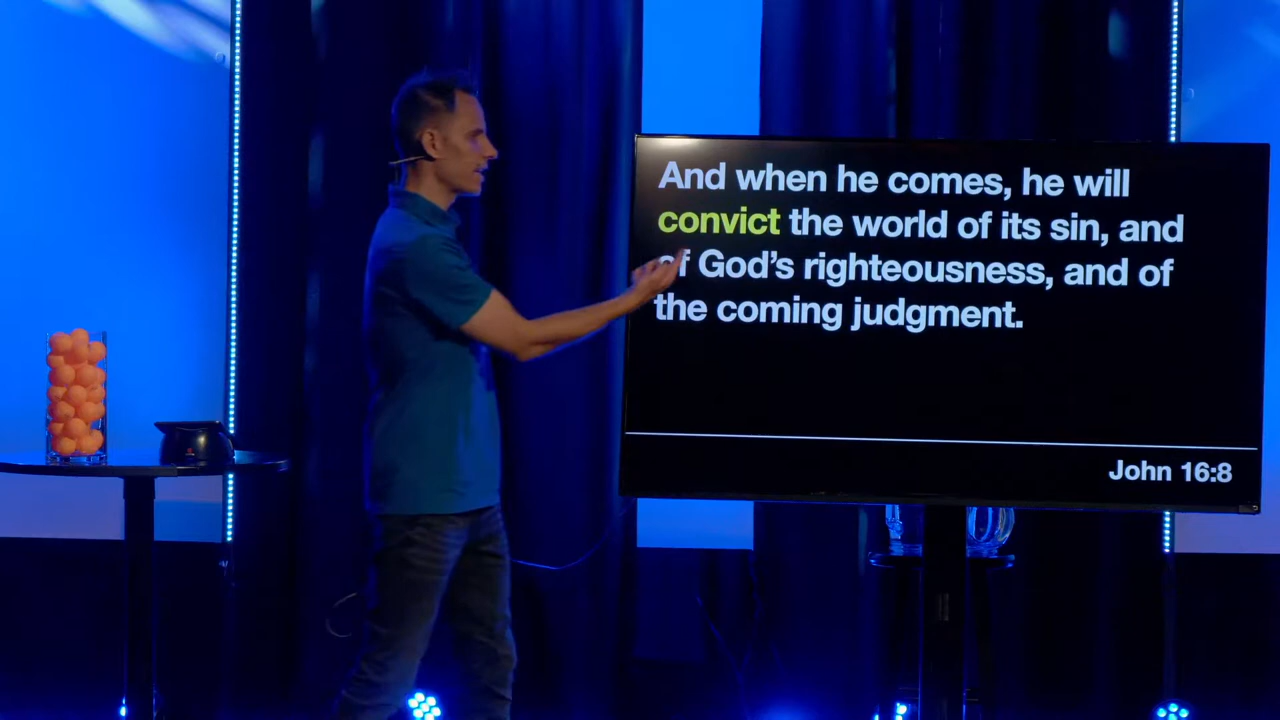 And when he comes, he will
convict the world of its sin, and
of God's righteousness, and of
the coming judgment.
John 16:8